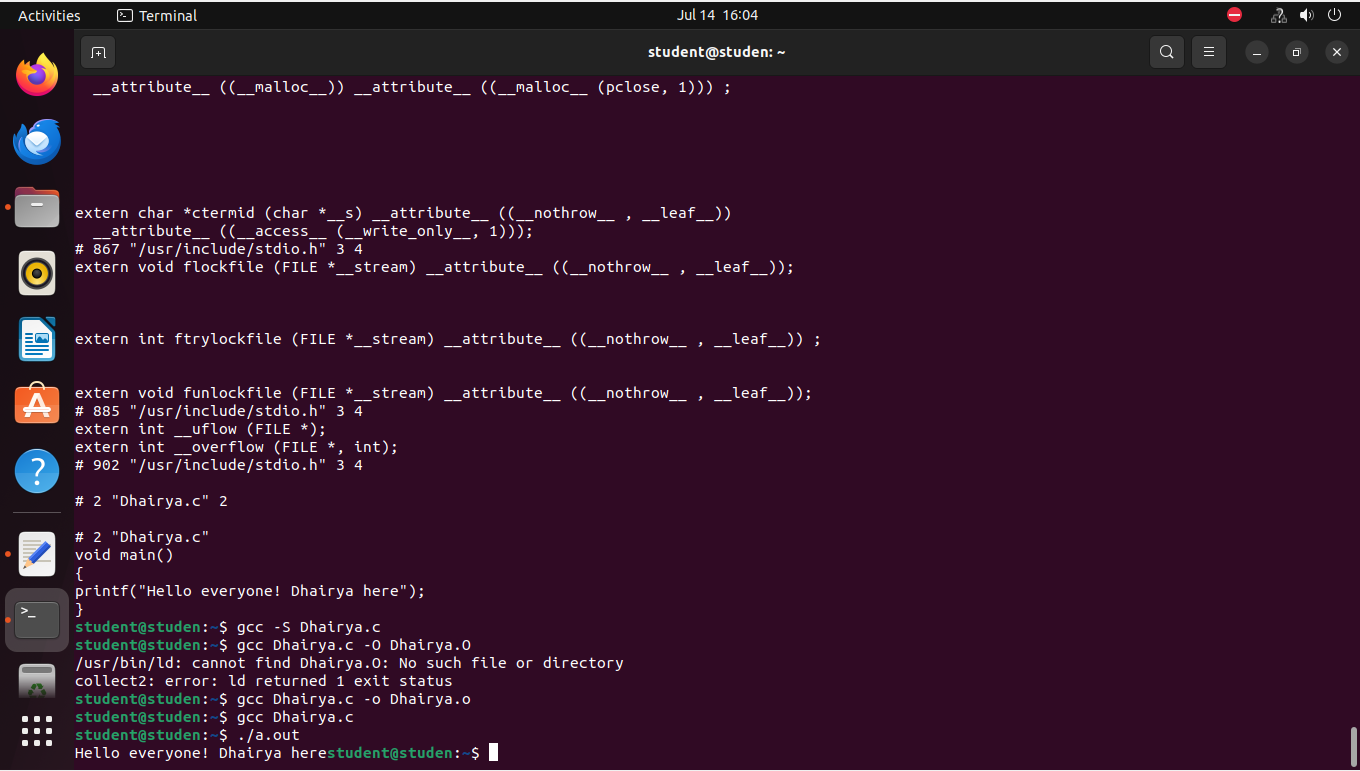 Activities
Terminal
Jul 14 16:04
student@studen: ~
__attribute__ ((__malloc__)) __attribute__ ((__malloc__ (pclose, 1))) ;
extern char *ctermid (char *__s) __attribute__ ((__nothrow__ , __leaf__))
__attribute__ ((__access__ (__write_only__, 1)));
# 867 "/usr/include/stdio.h" 3 4
extern void flockfile (FILE *__stream) __attribute__ ((__nothrow__ , __leaf__));
extern int ftrylockfile (FILE *__stream) __attribute__ ((__nothrow__ , __leaf__)) ;
extern void funlockfile (FILE *__stream) __attribute__ ((__nothrow__ , __leaf__));
# 885 "/usr/include/stdio.h" 3 4
extern int __uflow (FILE *);
extern int __overflow (FILE *, int);
# 902 "/usr/include/stdio.h" 3 4
# 2 "Dhairya.c" 2
# 2 "Dhairya.c"
void main()
{
printf("Hello everyone! Dhairya here");
}
student@studen:~$ gcc -S Dhairya.c
student@studen:~$ gcc Dhairya.c -O Dhairya.O
/usr/bin/ld: cannot find Dhairya.O: No such file or directory
collect2: error: ld returned 1 exit status
student@studen:~$ gcc Dhairya.c -o Dhairya.o
student@studen:~$ gcc Dhairya.c
student@studen:~$ ./a.out
Hello everyone! Dhairya herestudent@studen:~$